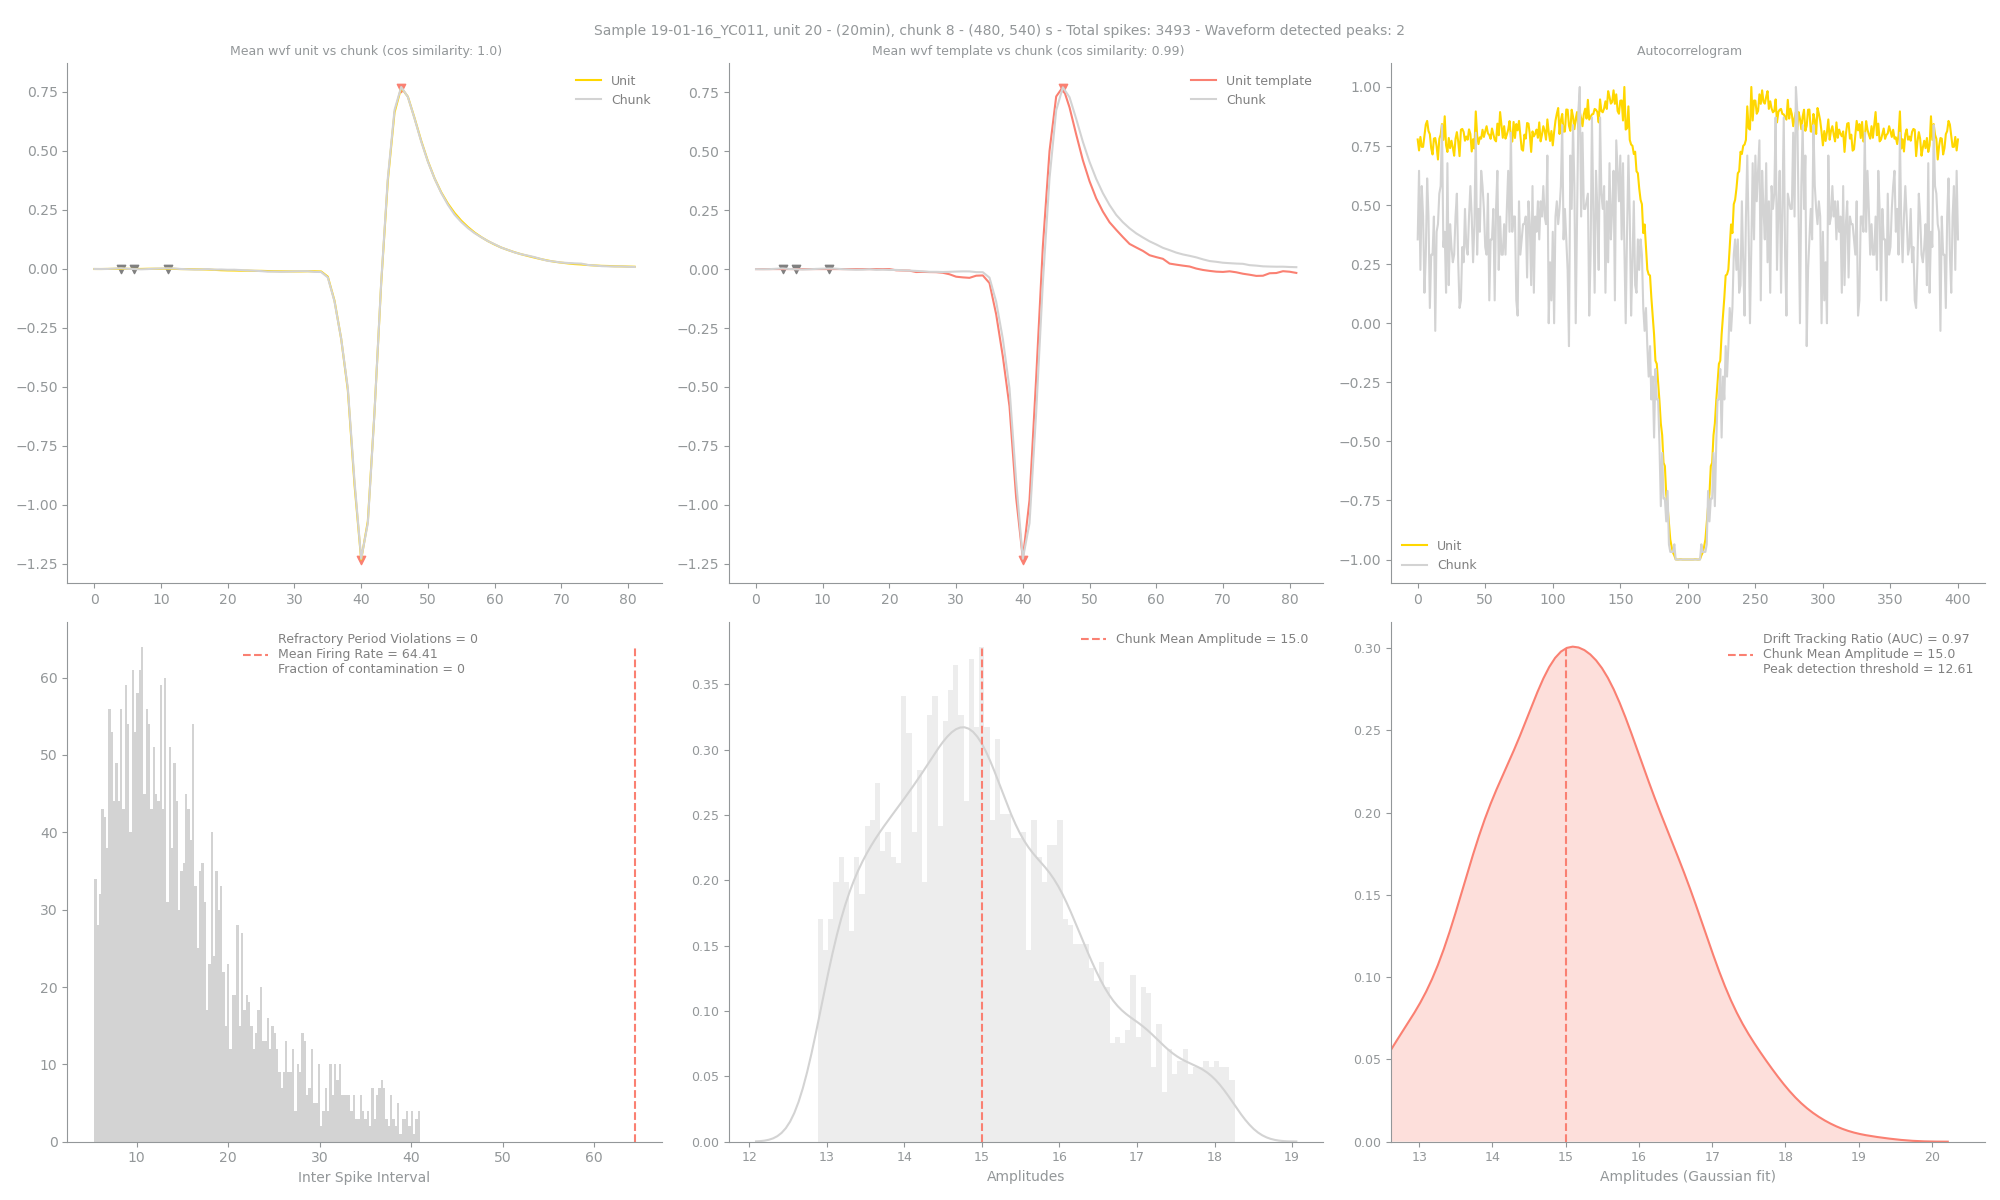 Sample 19-01-16_YC011, unit 20 - (20min), chunk 8 - (480, 540) s - Total spikes: 3493 - Waveform detected peaks: 2
Mean wvf unit vs chunk (cos similarity: 1.0)
Unit
Chunk
0.75
0.50
0.25
0.00
−0.25
−0.50
−0.75
−1.00
−1.25
0 10 20 30 40 50 60 70 80
Mean wvf template vs chunk (cos similarity: 0.99)
Unit template
Chunk
0.75
0.50
0.25
0.00
−0.25
−0.50
−0.75
−1.00
−1.25
0 10 20 30 40 50 60 70 80
Autocorrelogram
1.00
0.75
0.50
0.25
0.00
−0.25
−0.50
−0.75
−1.00
Unit
Chunk
0 50 100 150 200 250 300 350 400
Refractory Period Violations = 0
Mean Firing Rate = 64.41
Fraction of contamination = 0
60
50
40
30
20
10
0
10 20 30 40 50 60
Inter Spike Interval
Chunk Mean Amplitude = 15.0
0.35
0.30
0.25
0.20
0.15
0.10
0.05
0.00
12 13 14 15 16 17 18 19
Amplitudes
Drift Tracking Ratio (AUC) = 0.97
Chunk Mean Amplitude = 15.0
Peak detection threshold = 12.61
0.30
0.25
0.20
0.15
0.10
0.05
0.00
13 14 15 16 17 18 19 20
Amplitudes (Gaussian fit)